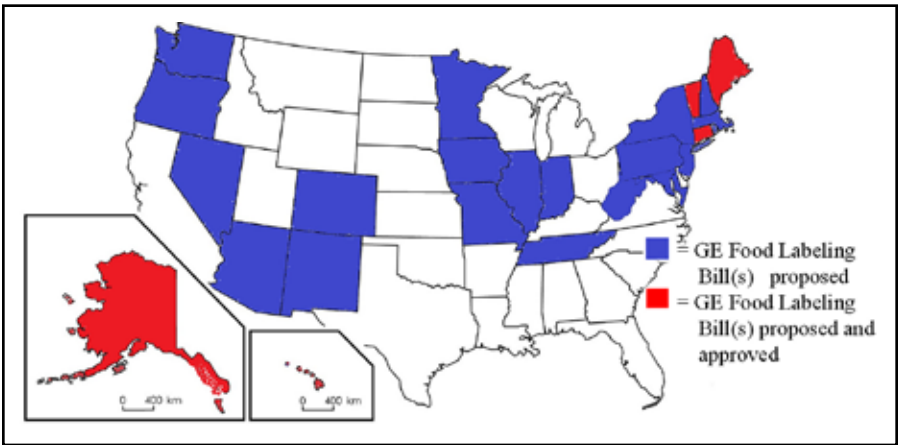 = GE Food Labeling
Bill(s) proposed
= GE Food Labeling
Bill(s) proposed and
approved
0 400 km
0 400 km